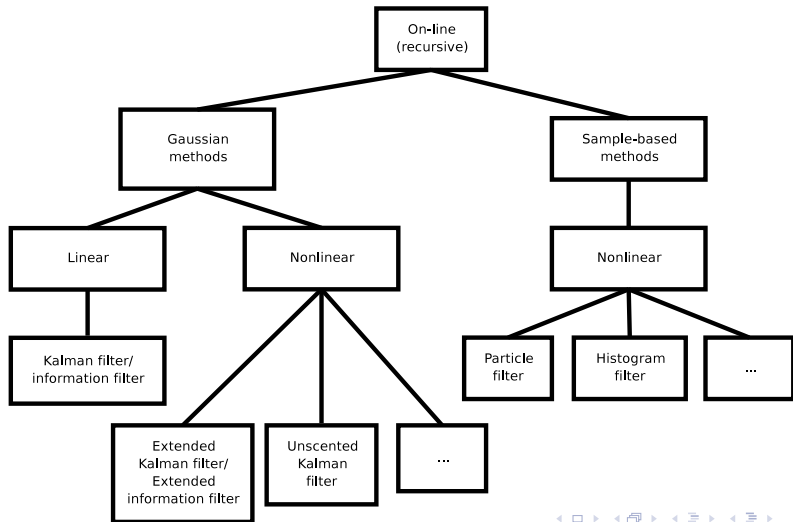 On-line
(recursive)
Gaussian
methods
Sample-based
methods
Linear
Nonlinear
Nonlinear
Kalman filter/
information filter
Particle
filter
Histogram
filter
...
Extended
Kalman filter/
Extended
information filter
Unscented
Kalman
filter
...